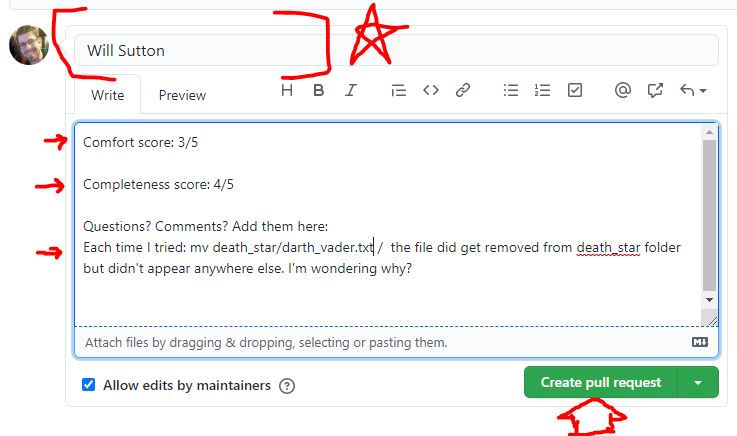 Will Sutton
Write Preview H B I
Comfort score: 3/5
Completeness score: 4/5
Questions? Comments? Add them here:
Each time I tried: mv death_star/darth_vader.txt / the file did get removed from death_star folder
but didn't appear anywhere else. I'm wondering why?
Attach files by dragging & dropping, selecting or pasting them.
Allow edits by maintainers ?
Create pull request